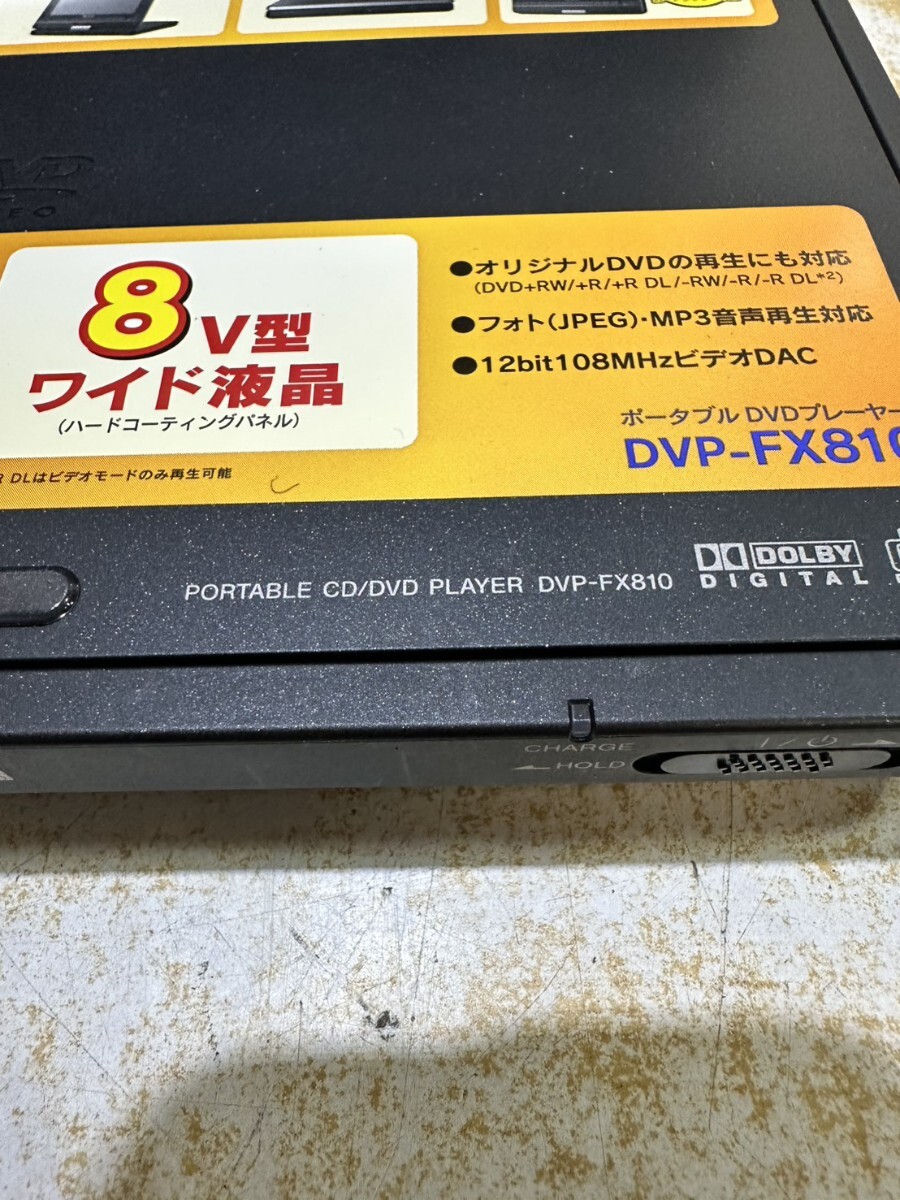 8V型
ワイド液晶
(ハードコーティングパネル)
●オリジナルDVDの再生にも対応
(DVD+RW/+R/+R DL/-RW/-R/-R DL*2)
●フォト(JPEG)・MP3音声再生対応
●12bit108MHzビデオDAC
ポータブルDVDプレーヤー
DVP-FX810
R DLはビデオモードのみ再生可能
PORTABLE CD/DVD PLAYER DVP-FX810
DOLBY
DIGITAL
CHARGE
HOLD